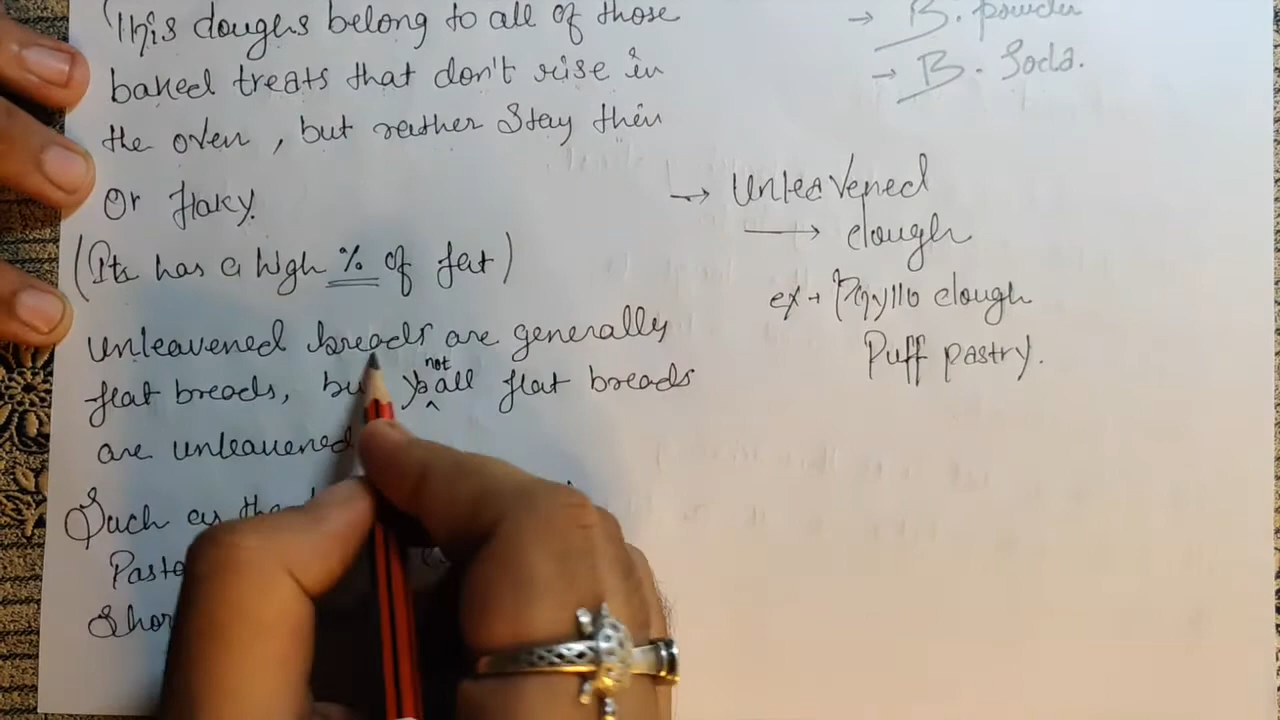 This doughs belong to all of those
baked treats that don't rise in
the oven, but reather Stay thin
Or flaky.
(Its has a high % of fat)
unleavened breads are generally
flat breads, but not all flat breads
are unleavened
Such as the
Pasta
Shor
→ B. powder
→ B. Soda.
→ Unleavened
→ dough
ex → Phyllo dough
Puff pastry.